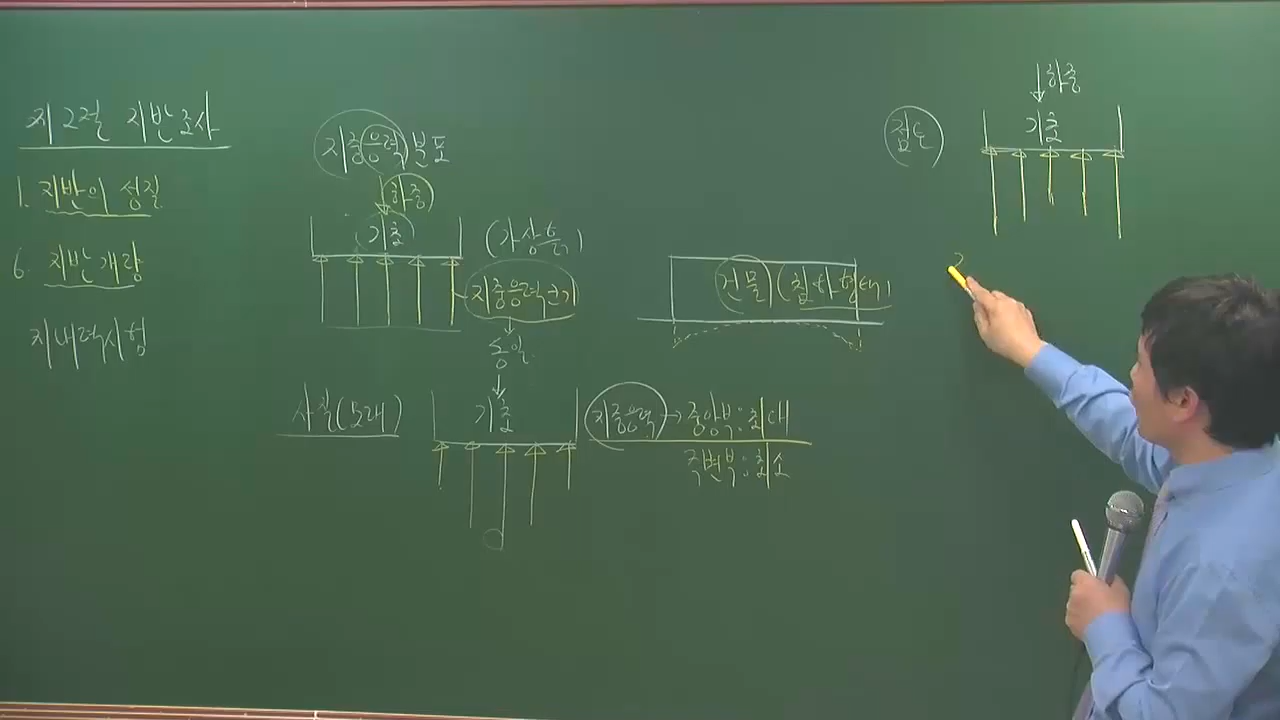 제2절 지반조사
1. 지반의 성질
6. 지반개량
지내력시험
지중응력 분포
하중
기초
(가상
지중응력크기
동일
사질(모래)
기초
지중응력 → 중앙부:최대
주변부:최소
건물 (침하형태)
점토
하중
기초